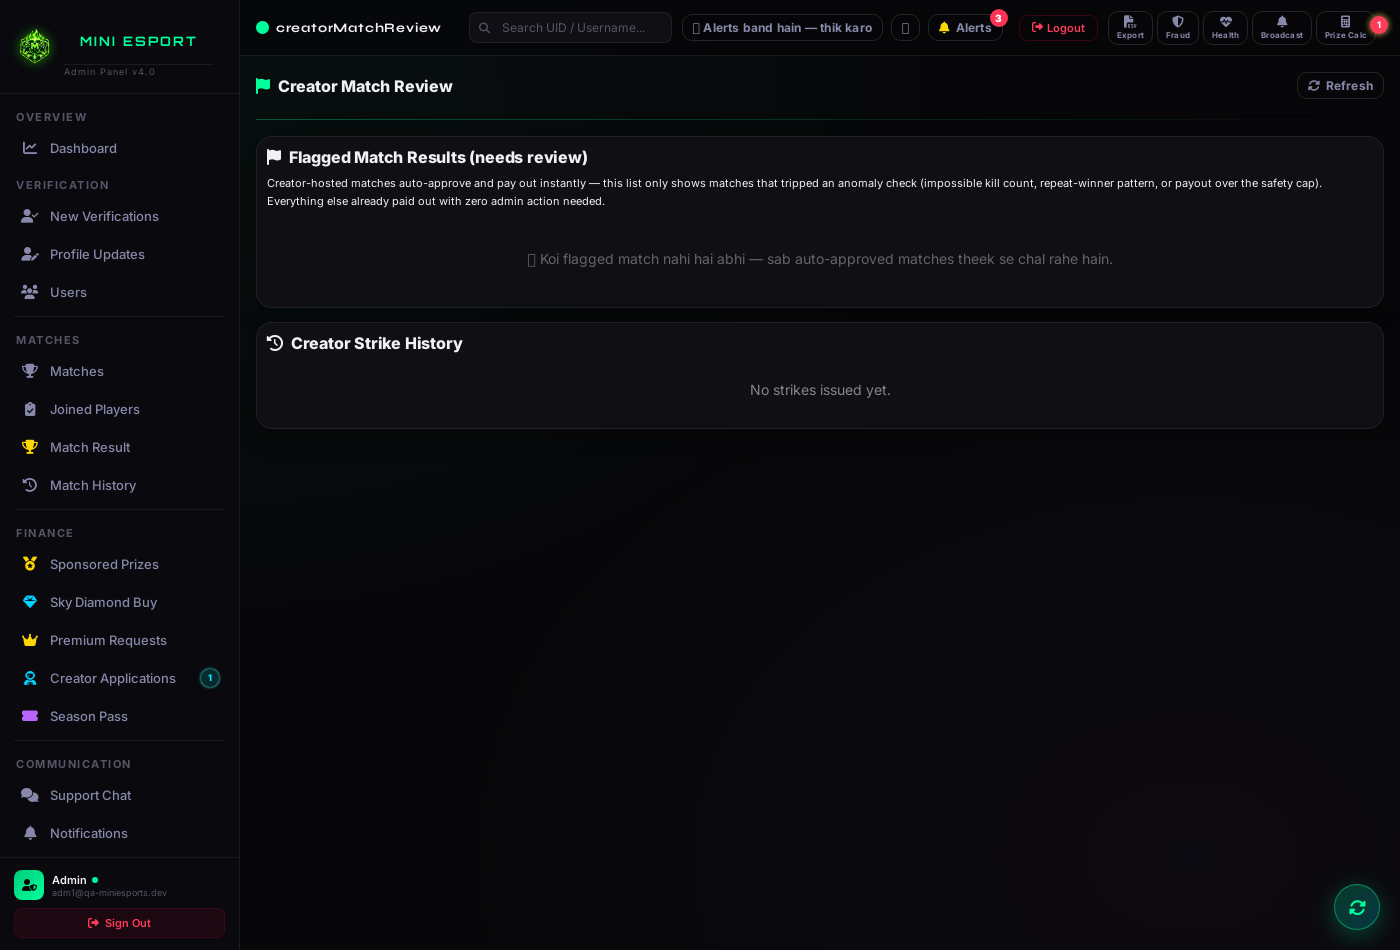 MINI ESPORT
Admin Panel v4.0
OVERVIEW
Dashboard
VERIFICATION
New Verifications
Profile Updates
Users
MATCHES
Matches
Joined Players
Match Result
Match History
FINANCE
Sponsored Prizes
Sky Diamond Buy
Premium Requests
Creator Applications 1
Season Pass
COMMUNICATION
Support Chat
Notifications
Admin
adm1@qa-miniesports.dev
Sign Out
creatorMatchReview
Search UID / Username...
Alerts band hain — thik karo
Alerts 3
Logout
Export
Fraud
Health
Broadcast
Prize Calc 1
Creator Match Review
Refresh
Flagged Match Results (needs review)
Creator-hosted matches auto-approve and pay out instantly — this list only shows matches that tripped an anomaly check (impossible kill count, repeat-winner pattern, or payout over the safety cap).
Everything else already paid out with zero admin action needed.
Koi flagged match nahi hai abhi — sab auto-approved matches theek se chal rahe hain.
Creator Strike History
No strikes issued yet.